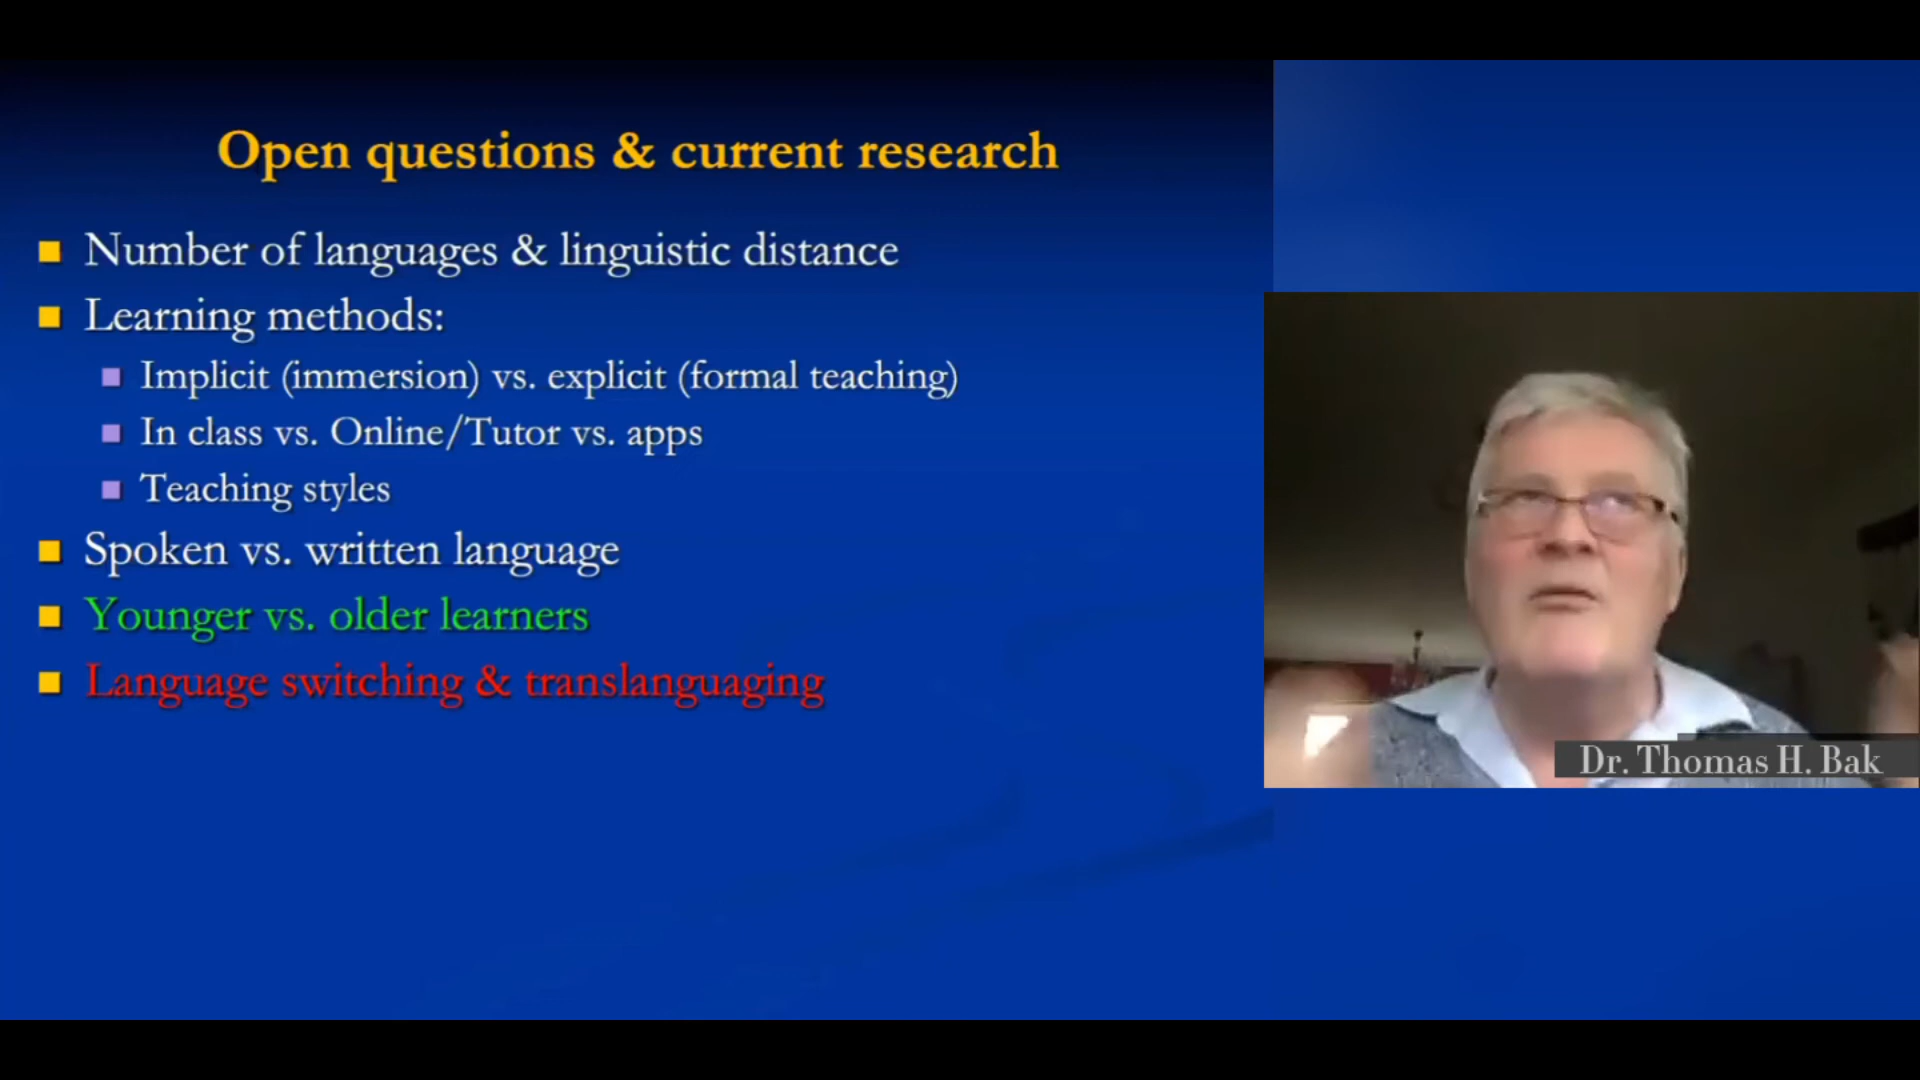 Open questions & current research
Number of languages & linguistic distance
Learning methods:
Implicit (immersion) vs. explicit (formal teaching)
In class vs. Online/Tutor vs. apps
Teaching styles
Spoken vs. written language
Younger vs. older learners
Language switching & translanguaging
Dr. Thomas H. Bak